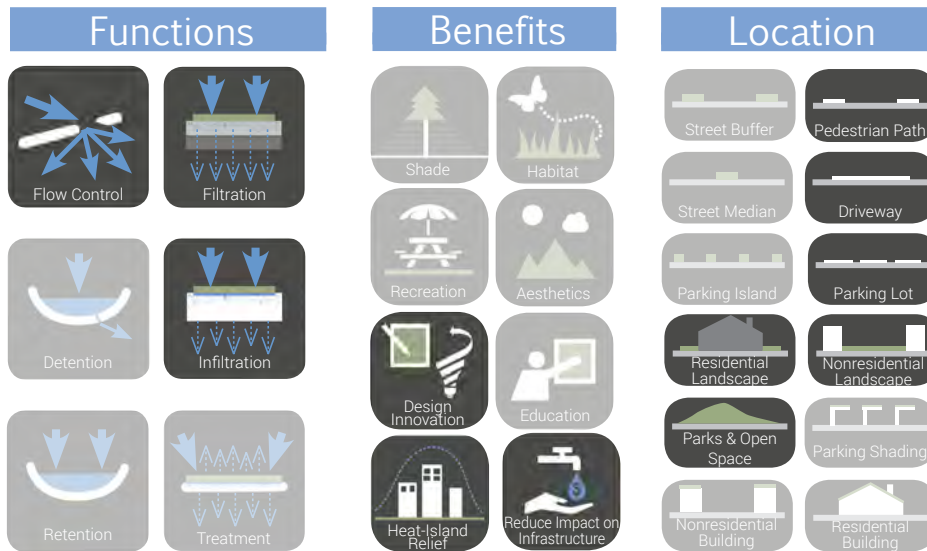 Functions
Flow Control
Filtration
Detention
Infiltration
Retention
Treatment
Benefits
Shade
Habitat
Recreation
Aesthetics
Design
Innovation
Education
Heat-Island
Relief
$
Reduce Impact on
Infrastructure
Location
Street Buffer
Pedestrian Path
Street Median
Driveway
Parking Island
Parking Lot
Residential
Landscape
Nonresidential
Landscape
Parks & Open
Space
Parking Shading
Nonresidential
Building
Residential
Building